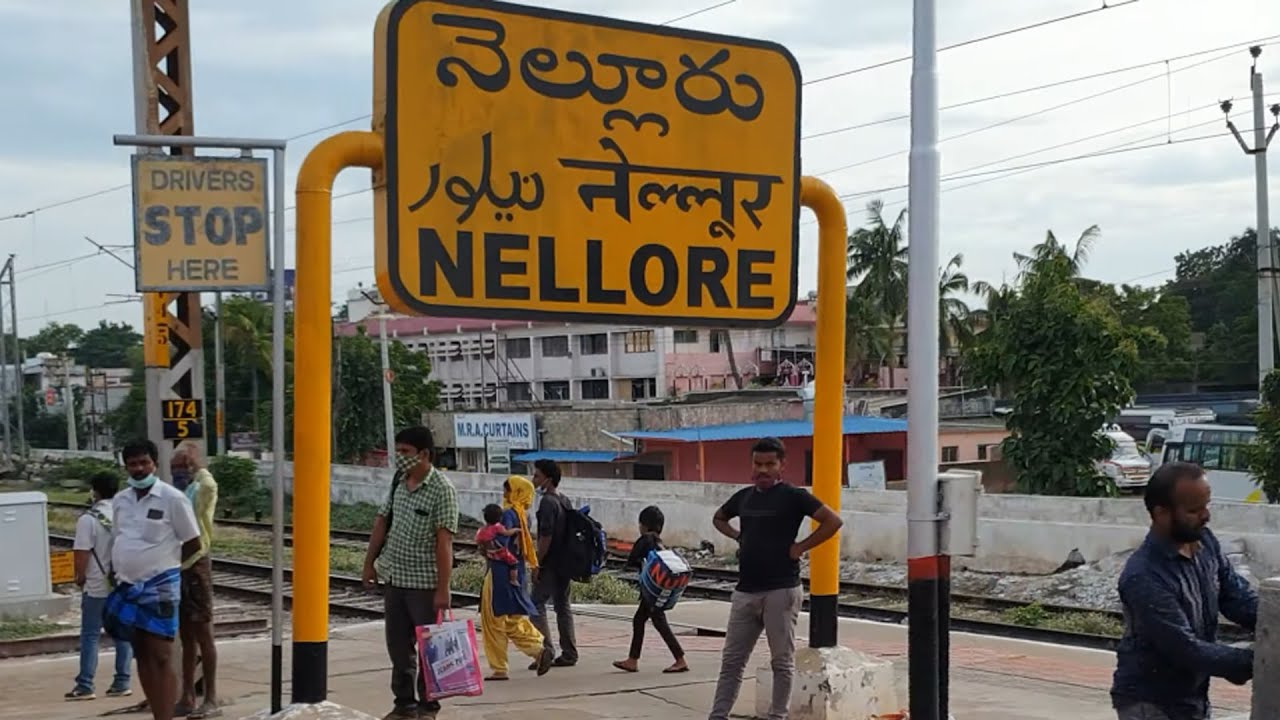 నెల్లూరు
نیلور नेल्लूर
NELLORE
DRIVERS
STOP
HERE
174
5
M.R.A.CURTAINS